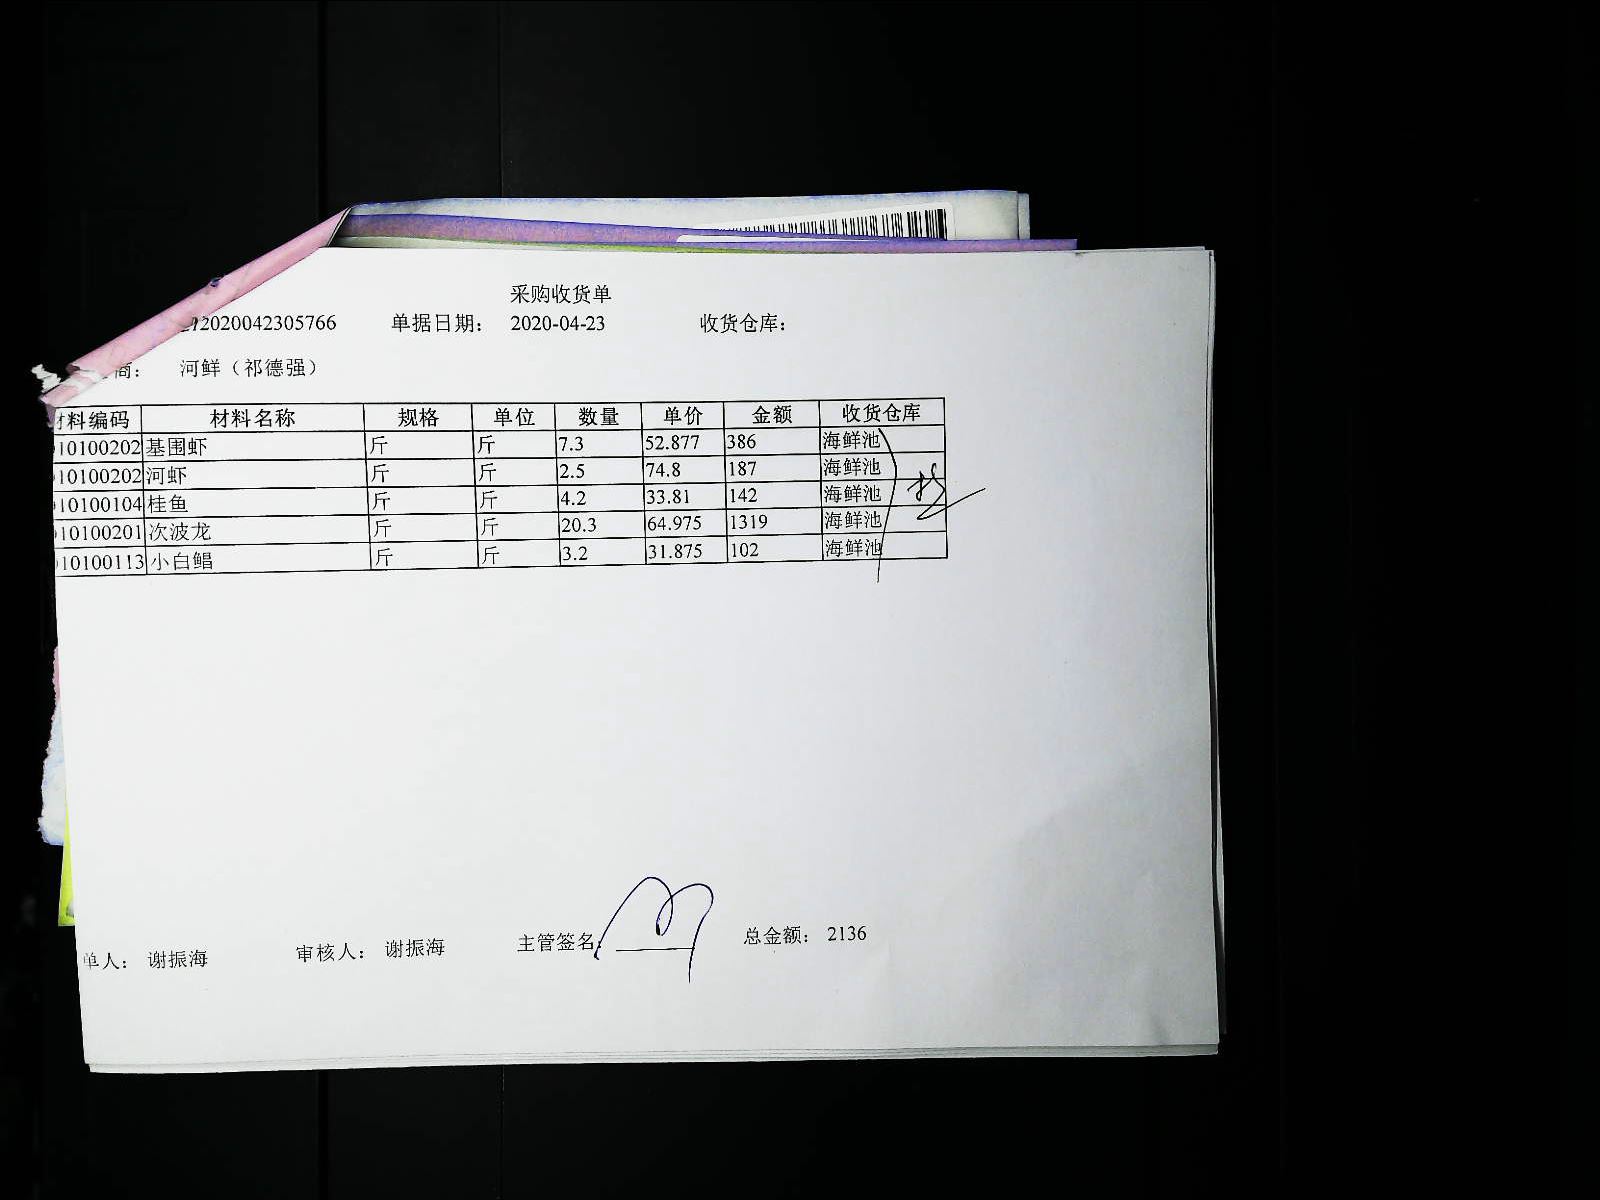 采购收货单
2020042305766 单据日期： 2020-04-23 收货仓库：
商： 河鲜（祁德强）
材料编码 材料名称 规格 单位 数量 单价 金额 收货仓库
10100202 基围虾 斤 斤 7.3 52.877 386 海鲜池
10100202 河虾 斤 斤 2.5 74.8 187 海鲜池
10100104 桂鱼 斤 斤 4.2 33.81 142 海鲜池
10100201 次波龙 斤 斤 20.3 64.975 1319 海鲜池
10100113 小白鲳 斤 斤 3.2 31.875 102 海鲜池
单人： 谢振海 审核人： 谢振海 主管签名： 总金额： 2136